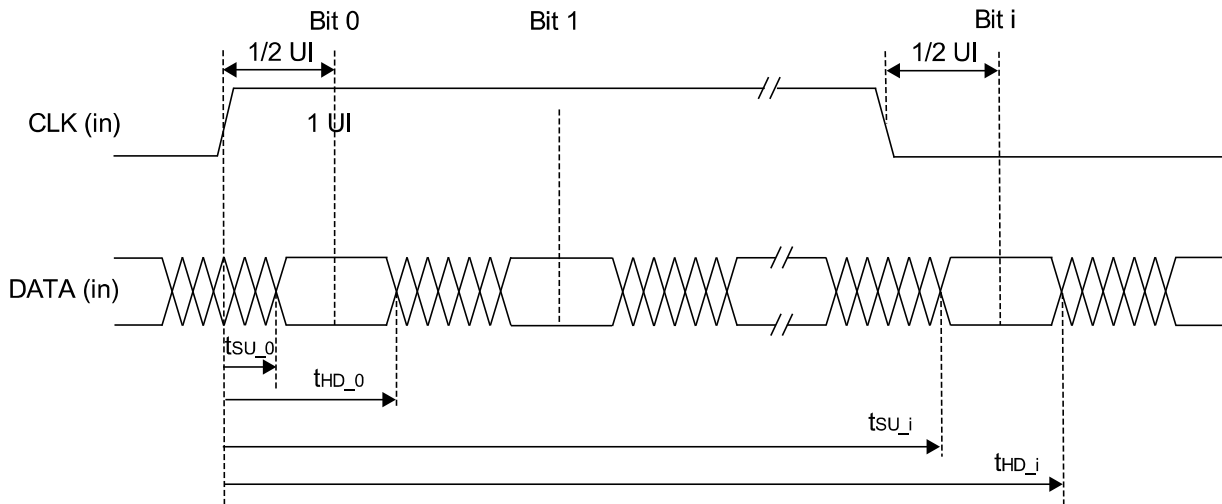 Bit 0
Bit 1
Bit i
1/2 UI
1/2 UI
CLK (in)
1 UI
DATA (in)
tSU_0
tHD_0
tSU_i
tHD_i